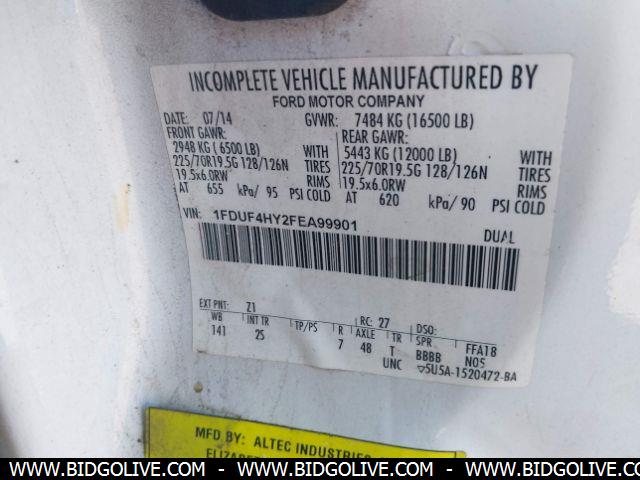 INCOMPLETE VEHICLE MANUFACTURED BY
FORD MOTOR COMPANY
DATE: 07/14 GVWR: 7484 KG (16500 LB)
FRONT GAWR: REAR GAWR:
2948 KG ( 6500 LB) WITH 5443 KG (12000 LB) WITH
225/70R19.5G 128/126N TIRES 225/70R19.5G 128/126N TIRES
19.5x6.0RW RIMS 19.5x6.0RW RIMS
AT 655 kPa/ 95 PSI COLD AT 620 kPa/ 90 PSI COLD
VIN: 1FDUF4HY2FEA99901 DUAL
EXT PNT: Z1 RC: 27 DSO:
WB INT TR TP/PS R AXLE TR SPR FFA18
141 25 7 48 T BBBB N05
UNC ▽5U5A-1520472-BA
MFD BY: ALTEC INDUSTRIES
WWW.BIDGOLIVE.COM - WWW.BIDGOLIVE.COM - WWW.BIDGOLIVE.COM